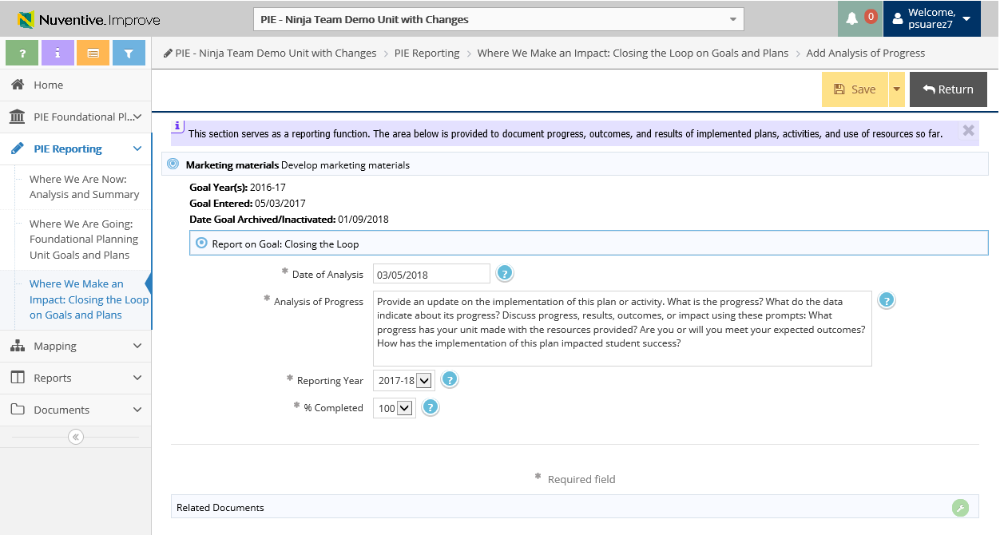 Nuventive.Improve
PIE - Ninja Team Demo Unit with Changes
0
Welcome,
psuarez7
?
i
PIE - Ninja Team Demo Unit with Changes > PIE Reporting > Where We Make an Impact: Closing the Loop on Goals and Plans > Add Analysis of Progress
Home
PIE Foundational Pl...
PIE Reporting
Where We Are Now:
Analysis and Summary
Where We Are Going:
Foundational Planning
Unit Goals and Plans
Where We Make an
Impact: Closing the Loop
on Goals and Plans
Mapping
Reports
Documents
Save
Return
i
This section serves as a reporting function. The area below is provided to document progress, outcomes, and results of implemented plans, activities, and use of resources so far.
Marketing materials Develop marketing materials
Goal Year(s): 2016-17
Goal Entered: 05/03/2017
Date Goal Archived/Inactivated: 01/09/2018
Report on Goal: Closing the Loop
* Date of Analysis 03/05/2018 ?
* Analysis of Progress
Provide an update on the implementation of this plan or activity. What is the progress? What do the data
indicate about its progress? Discuss progress, results, outcomes, or impact using these prompts: What
progress has your unit made with the resources provided? Are you or will you meet your expected outcomes?
How has the implementation of this plan impacted student success?
?
* Reporting Year 2017-18 ?
* % Completed 100 ?
* Required field
Related Documents